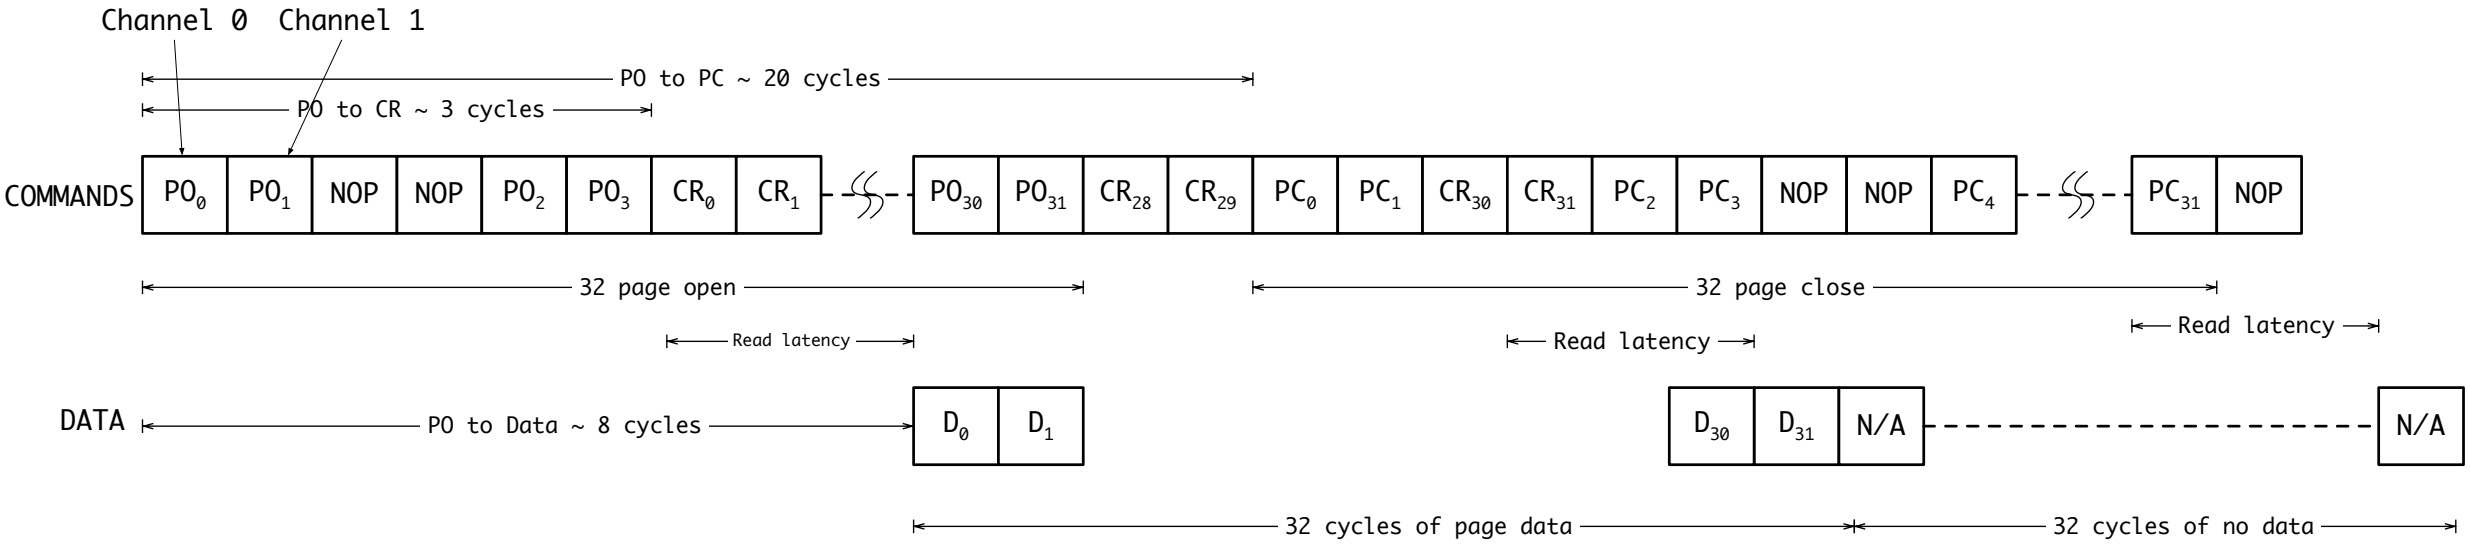 Channel 0 Channel 1
PO to PC ~ 20 cycles
PO to CR ~ 3 cycles
COMMANDS PO0 PO1 NOP NOP PO2 PO3 CR0 CR1 PO30 PO31 CR28 CR29 PC0 PC1 CR30 CR31 PC2 PC3 NOP NOP PC4 PC31 NOP
32 page open 32 page close
Read latency Read latency Read latency
DATA PO to Data ~ 8 cycles D0 D1 D30 D31 N/A N/A
32 cycles of page data 32 cycles of no data